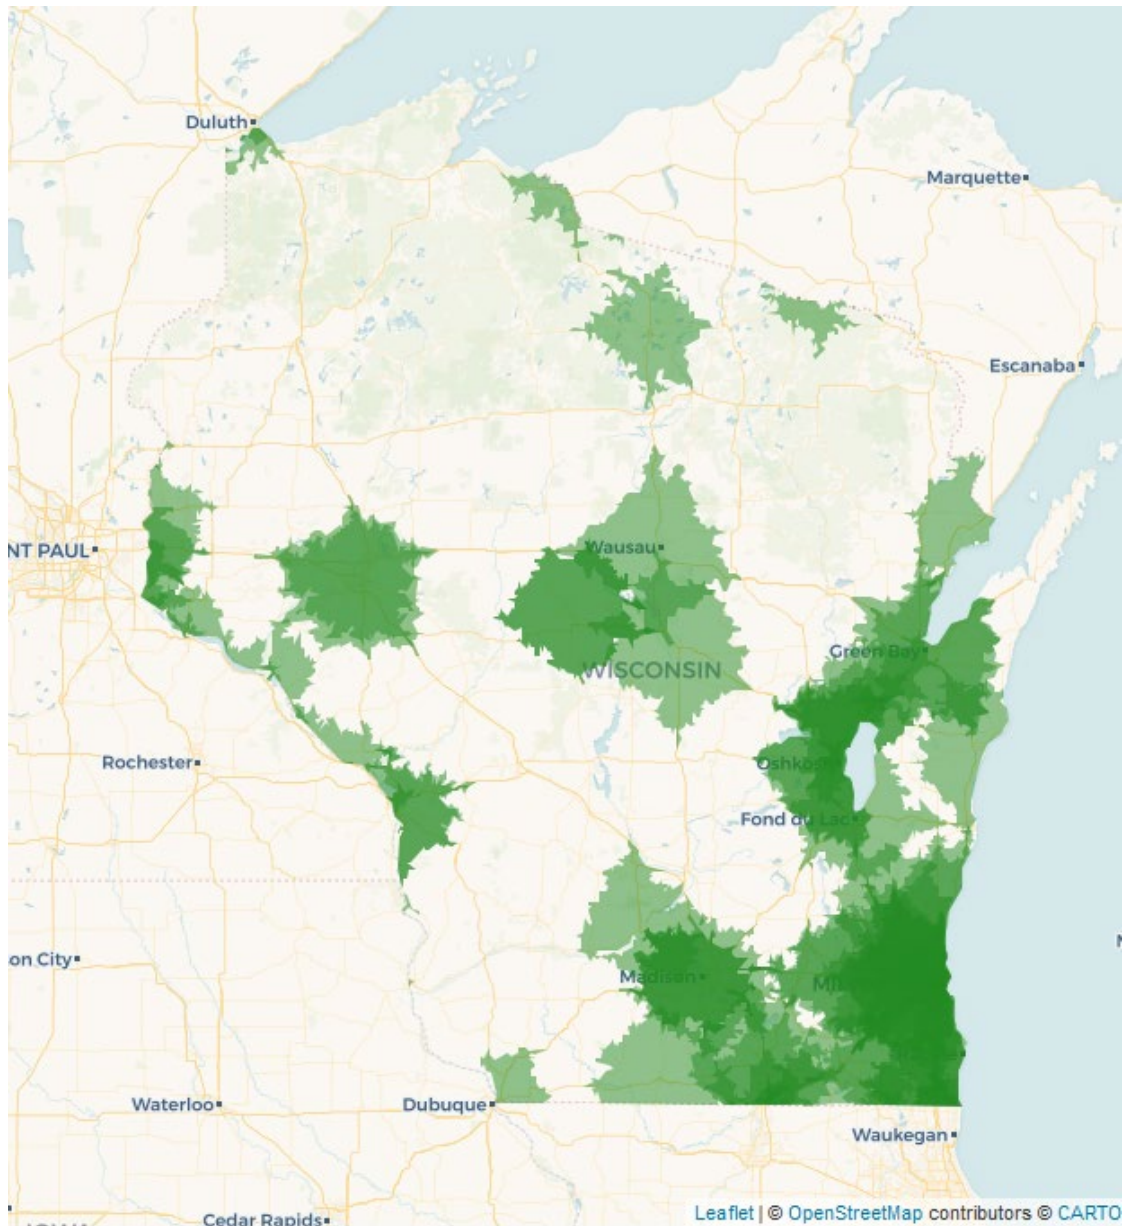 Duluth
Marquette
Escanaba
NT PAUL
Wausau
Green Bay
WISCONSIN
Rochester
Oshkosh
Fond du Lac
on City
Madison
Waterloo
Dubuque
Waukegan
Cedar Rapids
Leaflet | © OpenStreetMap contributors © CARTO